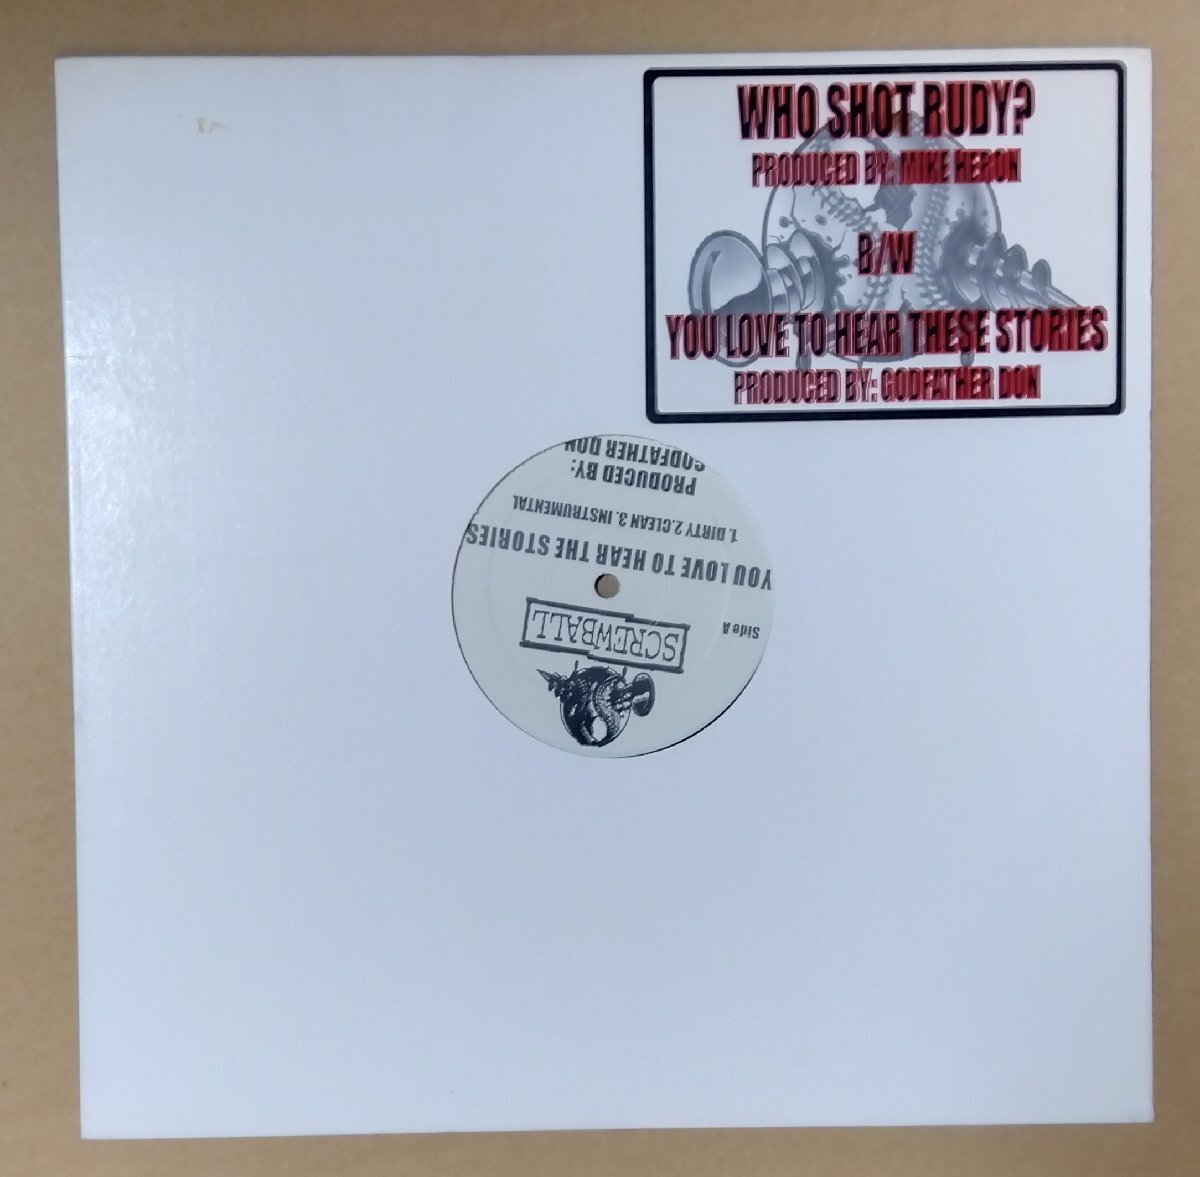 WHO SHOT RUDY?
PRODUCED BY: MIKE HERON
B/W
YOU LOVE TO HEAR THESE STORIES
PRODUCED BY: GODFATHER DON
SCREWBALL
Side A
YOU LOVE TO HEAR THE STORIES
1. DIRTY 2.CLEAN 3. INSTRUMENTAL
PRODUCED BY:
GODFATHER DON